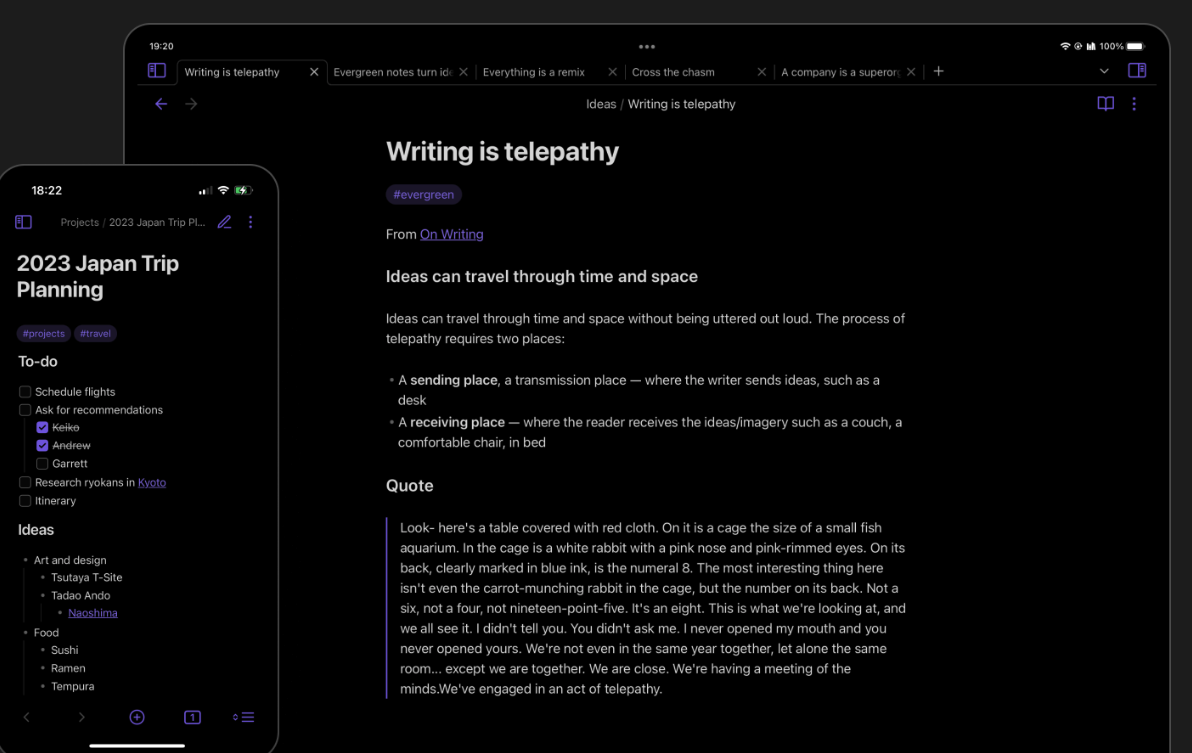 19:20
100%
Writing is telepathy
Evergreen notes turn id
Everything is a remix
Cross the chasm
A company is a superor
Ideas / Writing is telepathy
Writing is telepathy
#evergreen
From On Writing
Ideas can travel through time and space
Ideas can travel through time and space without being uttered out loud. The process of
telepathy requires two places:
• A sending place, a transmission place — where the writer sends ideas, such as a
desk
• A receiving place — where the reader receives the ideas/imagery such as a couch, a
comfortable chair, in bed
Quote
Look- here's a table covered with red cloth. On it is a cage the size of a small fish
aquarium. In the cage is a white rabbit with a pink nose and pink-rimmed eyes. On its
back, clearly marked in blue ink, is the numeral 8. The most interesting thing here
isn't even the carrot-munching rabbit in the cage, but the number on its back. Not a
six, not a four, not nineteen-point-five. It's an eight. This is what we're looking at, and
we all see it. I didn't tell you. You didn't ask me. I never opened my mouth and you
never opened yours. We're not even in the same year together, let alone the same
room... except we are together. We are close. We're having a meeting of the
minds.We've engaged in an act of telepathy.
18:22
Projects / 2023 Japan Trip Pl...
2023 Japan Trip
Planning
#projects #travel
To-do
Schedule flights
Ask for recommendations
Keiko
Andrew
Garrett
Research ryokans in Kyoto
Itinerary
Ideas
• Art and design
• Tsutaya T-Site
• Tadao Ando
• Naoshima
• Food
• Sushi
• Ramen
• Tempura
1